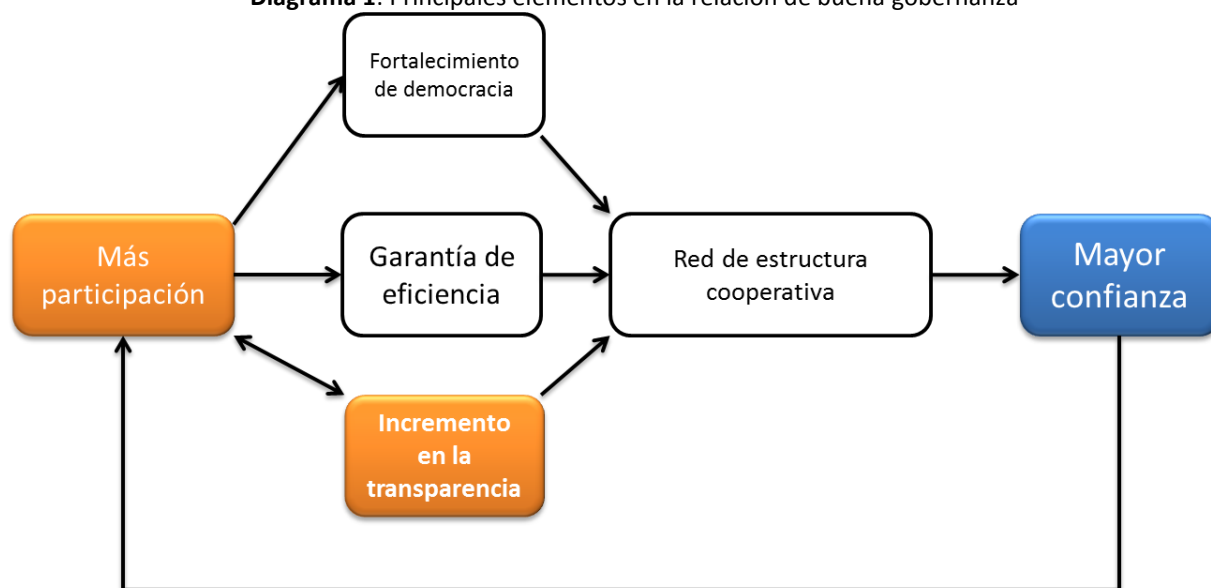 Diagrama 1. Principales elementos en la relación de buena gobernanza
Fortalecimiento
de democracia
Más
participación
Garantía de
eficiencia
Red de estructura
cooperativa
Mayor
confianza
Incremento
en la
transparencia